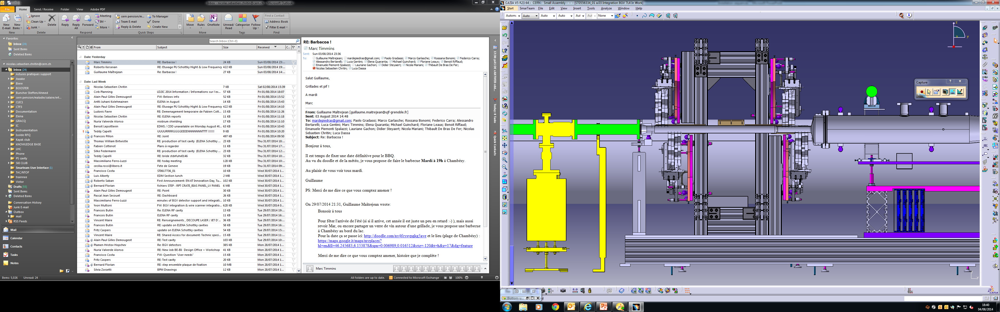 Inbox - nicolas.sebastien.chritin@cern.ch - Microsoft Outlook
File Home Send / Receive Folder View Adobe PDF
New E-mail
New Items
Ignore
Clean Up
Junk
Delete
Reply
Reply All
Forward
Meeting
IM
More
cern pension/m...
Team E-mail
Reply & Delete
To Manager
Done
Create New
Move
Rules
OneNote
Unread/ Read
Categorize
Follow Up
Find a Contact
Address Book
Filter E-mail
New Delete Respond Quick Steps Move Tags Find
Favorites
Inbox (24)
Sent Items
Deleted Items
nicolas.sebastien.chritin@cern.ch
Inbox (24)
Astuces pratiques support
Awake
Biere
BOOSTER
Buncher Steffen/Ahmed
cern pension/maladie/salaire/ert...
CLIC1
CTF3
Documentation
Elena
GRACQ
IC
Instrumentation
Isolde RFQ
Kayak club
kNOWLEDGE BASE
LHC
Phone
PS cavity
SKI CLUB
Smarteam User Interface (1)
TAC/NTOF
trainnee
Victor
Drafts [55]
Sent Items
Deleted Items
Conversation History
Junk E-mail
Outbox
mail
RSS Feeds
Mail
Calendar
Contacts
Tasks
Notes
Items: 5,026 Unread: 24
Search Inbox (Ctrl+E)
From Subject Size Received C...
Date: Yesterday
Marc Timmins RE: Barbacoa ! 24 KB Sun 03/08/2014 23:...
Roberto Kersevan RE: Etuvage PU Schottky Hight & Low Frequency 422 KB Sun 03/08/2014 19:...
Guillaume Maîtrejean Re: Barbacoa ! 27 KB Sun 03/08/2014 14:...
Date: Last Week
Nicolas Sebastien Chritin 7 KB Sat 02/08/2014 15:39
Ccrb Planning LD2IC 2014 Information / Informations sur l'ex... 57 KB Fri 01/08/2014 18:07
Alain Paul Gilles Demougeot FW: Belows info 52 KB Fri 01/08/2014 15:52
Antti Juhani Kolehmainen ELENA in August 14 KB Fri 01/08/2014 15:43
Alain Paul Gilles Demougeot RE: Etuvage PU Schottky Hight & Low Frequency 422 KB Fri 01/08/2014 14:10
Ludovic Favre RE: Demenagement temporaire de Fabien Cott... 15 KB Fri 01/08/2014 11:26
Nicolas Sebastien Chritin RE: ELENA reports 11 KB Fri 01/08/2014 11:18
Nuria Valverde Alonso niobium shielding 17 KB Fri 01/08/2014 11:10
Benoit Lepoittevin EDMS / CDD unavailable on Monday August 4t... 63 KB Fri 01/08/2014 10:43
Teddy Capelli UUUURRRRGGGGEEEENNNNNNNTTTT !!!!!!!! 9 KB Fri 01/08/2014 10:20
Francois Pillon RE: Joint 497 KB Fri 01/08/2014 09:50
Thomas William Birtwistle RE: production of test cavity (ELENA Schottky ... 23 KB Thu 31/07/2014 18:...
Fabien Cottenot Plans à regarder 11 KB Thu 31/07/2014 17:...
Silke Federmann RE: production of test cavity (ELENA Schottky ... 23 KB Thu 31/07/2014 12:...
Teddy Capelli RE: bride stdvfuhv0146 32 KB Thu 31/07/2014 10:...
Massimiliano Ferro-Luzzi RE: today meeting 128 KB Thu 31/07/2014 10:...
cecilia.rossi@libero.it Fete de Geneve 19 KB Thu 31/07/2014 09:...
Francisco Costa ST0617736_01 10 KB Wed 30/07/2014 1...
Luis Alberty EDM Section lunch 2 MB Wed 30/07/2014 1...
Roberto Saban First Announcement: EN-KT Innovation Day, Tu... 102 KB Wed 30/07/2014 1...
Bernard Florian fichiers STEP - RPT CRATE_BIAS PANEL_LV PANEL 6 MB Wed 30/07/2014 1...
Alain Paul Gilles Demougeot RE: Point 30 KB Wed 30/07/2014 1...
Pascal Jean Secouet RE: Dashboard 26 KB Wed 30/07/2014 1...
Massimiliano Ferro-Luzzi minutes of BGV detector support and integrati... 10 KB Wed 30/07/2014 1...
Yvon Muttoni FW: BGV integration & wire scanner integration... 628 KB Wed 30/07/2014 0...
Francois Butin Re: ELENA RF cavity 13 KB Tue 29/07/2014 19:...
Francois Butin ELENA RF cavity 11 KB Tue 29/07/2014 17:...
Vincent Maire RE: Renseignements , DECOUPE LASER / JET D'... 36 KB Tue 29/07/2014 16:...
Francois Butin RE: update on ELENA Schottky cavities 58 KB Tue 29/07/2014 16:...
Fritz Caspers update on ELENA Schottky cavities 54 KB Tue 29/07/2014 15:...
Vincent Maire RE: Shared Access for document: Technic speci... 15 KB Tue 29/07/2014 11:...
Alain Paul Gilles Demougeot RE: Test cavity 103 KB Tue 29/07/2014 10:...
Plamen Hristov Hopchev Re: BGV detectors 385 KB Mon 28/07/2014 1...
Nuria Valverde Alonso RE: New Job BE-BI: Design Office + Workshop 41 KB Mon 28/07/2014 1...
Francisco Costa FW: Question "User needs" 15 KB Mon 28/07/2014 1...
Fritz Caspers RE: Test cavity 20 KB Mon 28/07/2014 1...
Bernard Florian RE: step ensemble plaque de fixation 10 MB Mon 28/07/2014 1...
Silvia Zorzetti BPM Drawings 12 KB Mon 28/07/2014 1...
RE: Barbacoa !
Marc Timmins
Sent: Sun 03/08/2014 23:36
To: Guillaume Maîtrejean; mardepiedras@gmail.com; Paolo Gradassi; Marco Garlasche; Rossana Bonomi; Federico Carra;
Alessandro Bertarelli; Luca Gentini; Elena Quaranta; Michael Guinchard; Floriane Leaux; Benoit Riffaud;
Emanuele Piemonti Spalazzi; Lauriane Gachon; Didier Steyaert; Nicola Mariani; Thibault De Bras De Fer;
Nicolas Sebastien Chritin; Luca Dassa
Salut Guillaume,
Grillades et pif !
A mardi
Marc
From: Guillaume Maîtrejean [guillaume.maitrejean@ujf-grenoble.fr]
Sent: 03 August 2014 14:48
To: mardepiedras@gmail.com; Paolo Gradassi; Marco Garlasche; Rossana Bonomi; Federico Carra; Alessandro
Bertarelli; Luca Gentini; Marc Timmins; Elena Quaranta; Michael Guinchard; Floriane Leaux; Benoit Riffaud;
Emanuele Piemonti Spalazzi; Lauriane Gachon; Didier Steyaert; Nicola Mariani; Thibault De Bras De Fer; Nicolas
Sebastien Chritin; Luca Dassa
Subject: Re: Barbacoa !
Bonjour à tous,
Il est temps de fixer une date définitive pour le BBQ.
Au vu du doodle et de la météo, je vous propose de faire le barbecue Mardi à 19h à Chambésy.
Au plaisir de vous voir tous mardi.
Guillaume
PS: Merci de me dire ce que vous comptez amener !
On 29/07/2014 21:31, Guillaume Maîtrejean wrote:
Bonsoir à tous
Pour fêter l'arrivée de l'été (si si il arrive, cet année il est juste un peu en retard :-) ), mais aussi
revoir Mar, ou encore partager un verre de vin autour d'une grillade, je vous propose une barbecue
à Chambésy au bord du lac.
Pour la date ça se passe ici: http://doodle.com/ny4fcysvpgkg5ave et le lieu (plage de Chambésy) :
https://maps.google.it/maps/myplaces?
hl=en&ll=46.245683,6.153878&spn=0.006989,0.016512&ctz=-120&t=h&z=17&dg=feature
Merci de me dire ce que vous comptez amener, histoire que je complète !
Marc Timmins
All folders are up to date. Connected to Microsoft Exchange 100%
17:30: pAS DE cARTWEB cdd...
Today: 0 Tasks
Quick Contacts
CATIA V5 R23 64 - CERN : Small Assembly - - - [ST0556334_01 a.03 Integration BGV 7L4 In Work]
Start SmarTeam File Edit View Insert Tools Analyze Window Help
Autom Auto Auto Auto Aut Aut None
Capture
z
x
y
ABC
z
y
CATIA
(Bottom-u...
18:40
04/08/2014